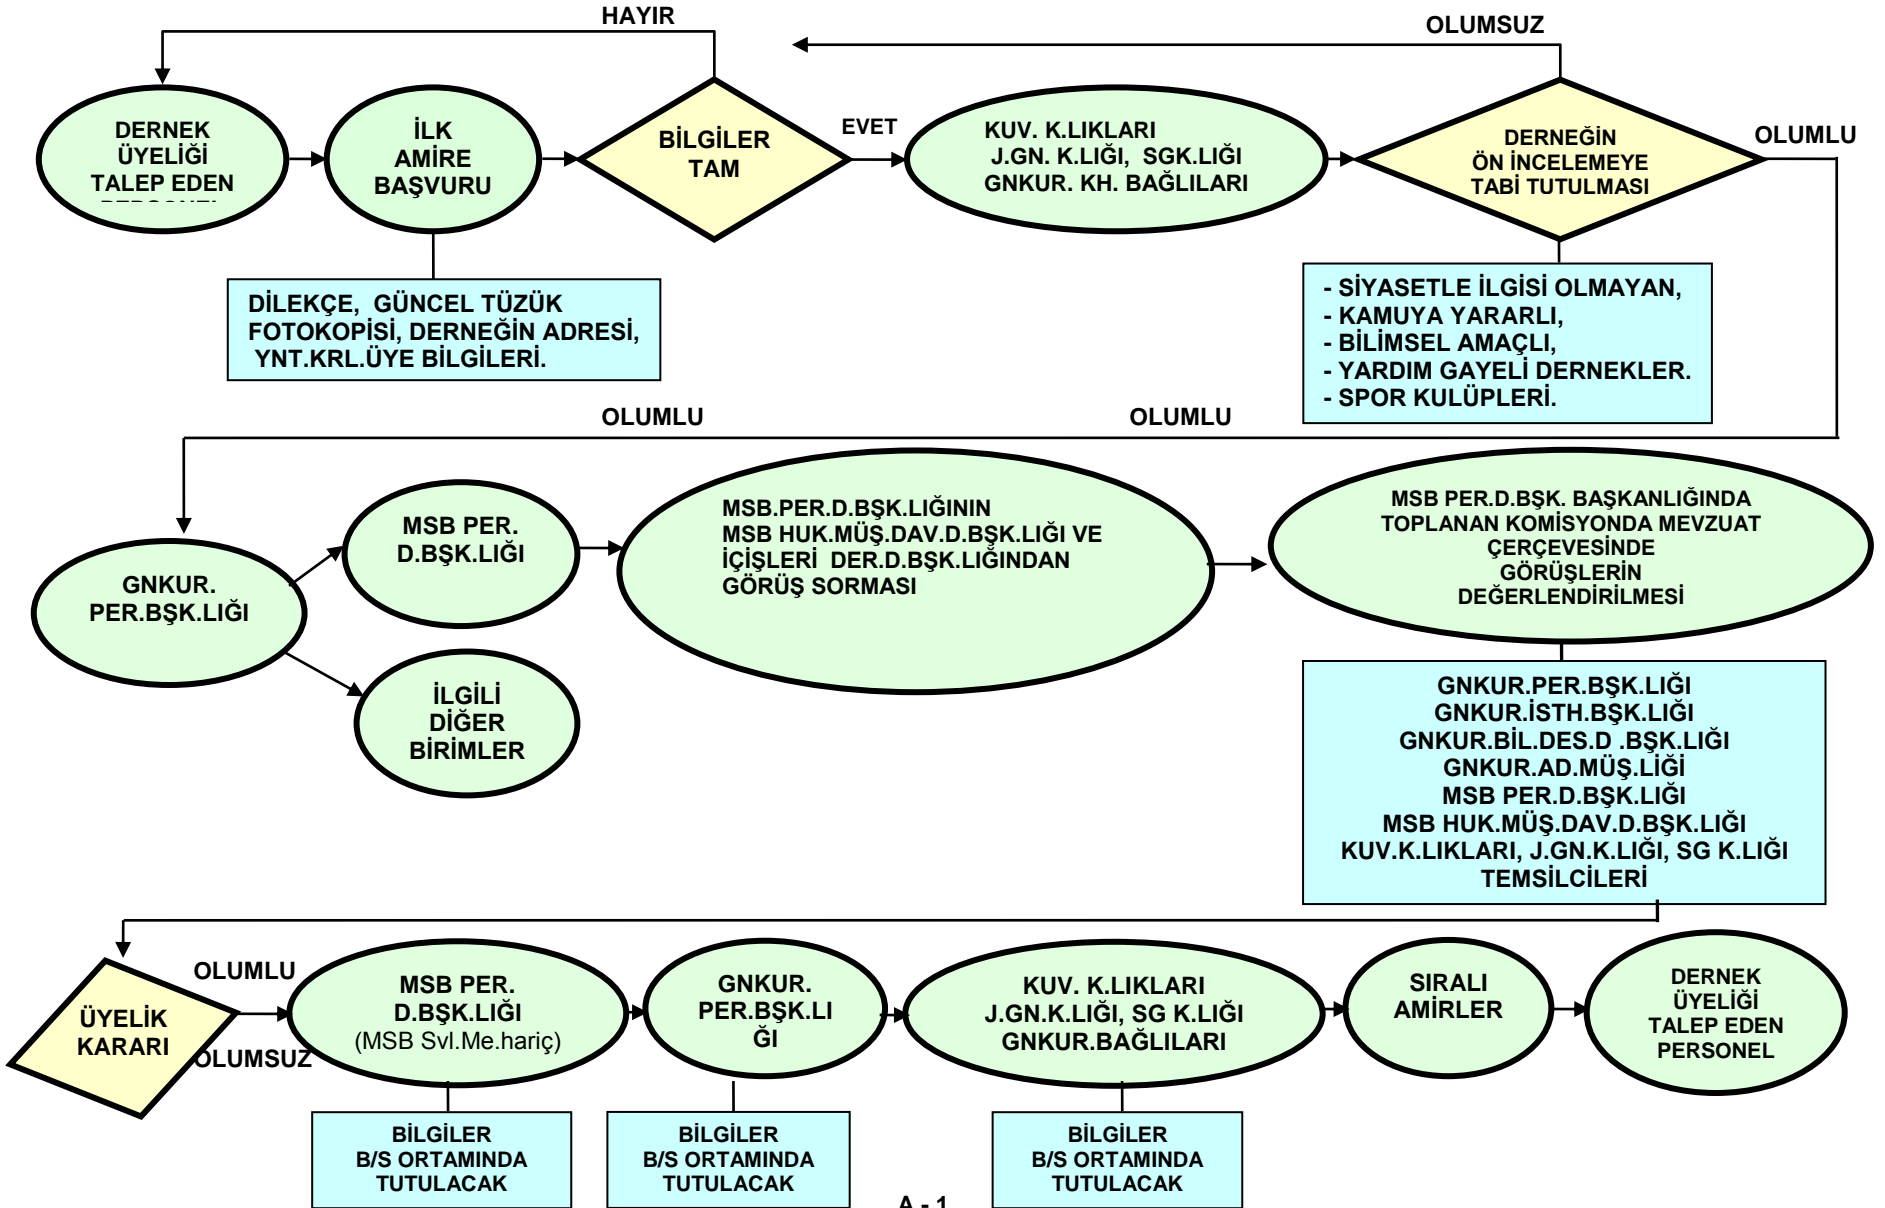 HAYIR
OLUMSUZ
DERNEK
ÜYELİĞİ
TALEP EDEN
İLK
AMİRE
BAŞVURU
BİLGİLER
TAM
EVET
KUV. K.LIKLARI
J.GN. K.LIĞI, SGK.LIĞI
GNKUR. KH. BAĞLILARI
DERNEĞİN
ÖN İNCELEMEYE
TABİ TUTULMASI
OLUMLU
DİLEKÇE, GÜNCEL TÜZÜK
FOTOKOPİSİ, DERNEĞİN ADRESİ,
YNT.KRL.ÜYE BİLGİLERİ.
- SİYASETLE İLGİSİ OLMAYAN,
- KAMUYA YARARLI,
- BİLİMSEL AMAÇLI,
- YARDIM GAYELİ DERNEKLER.
- SPOR KULÜPLERİ.
OLUMLU
OLUMLU
GNKUR.
PER.BŞK.LIĞI
MSB PER.
D.BŞK.LIĞI
İLGİLİ
DİĞER
BİRİMLER
MSB.PER.D.BŞK.LIĞININ
MSB HUK.MÜŞ.DAV.D.BŞK.LIĞI VE
İÇİŞLERİ DER.D.BŞK.LIĞINDAN
GÖRÜŞ SORMASI
MSB PER.D.BŞK. BAŞKANLIĞINDA
TOPLANAN KOMİSYONDA MEVZUAT
ÇERÇEVESİNDE
GÖRÜŞLERİN
DEĞERLENDİRİLMESİ
GNKUR.PER.BŞK.LIĞI
GNKUR.İSTH.BŞK.LIĞI
GNKUR.BİL.DES.D .BŞK.LIĞI
GNKUR.AD.MÜŞ.LİĞİ
MSB PER.D.BŞK.LIĞI
MSB HUK.MÜŞ.DAV.D.BŞK.LIĞI
KUV.K.LIKLARI, J.GN.K.LIĞI, SG K.LIĞI
TEMSİLCİLERİ
ÜYELİK
KARARI
OLUMLU
OLUMSUZ
MSB PER.
D.BŞK.LIĞI
(MSB Svl.Me.hariç)
GNKUR.
PER.BŞK.LI
ĞI
KUV. K.LIKLARI
J.GN.K.LIĞI, SG K.LIĞI
GNKUR.BAĞLILARI
SIRALI
AMİRLER
DERNEK
ÜYELİĞİ
TALEP EDEN
PERSONEL
BİLGİLER
B/S ORTAMINDA
TUTULACAK
BİLGİLER
B/S ORTAMINDA
TUTULACAK
BİLGİLER
B/S ORTAMINDA
TUTULACAK
A - 1